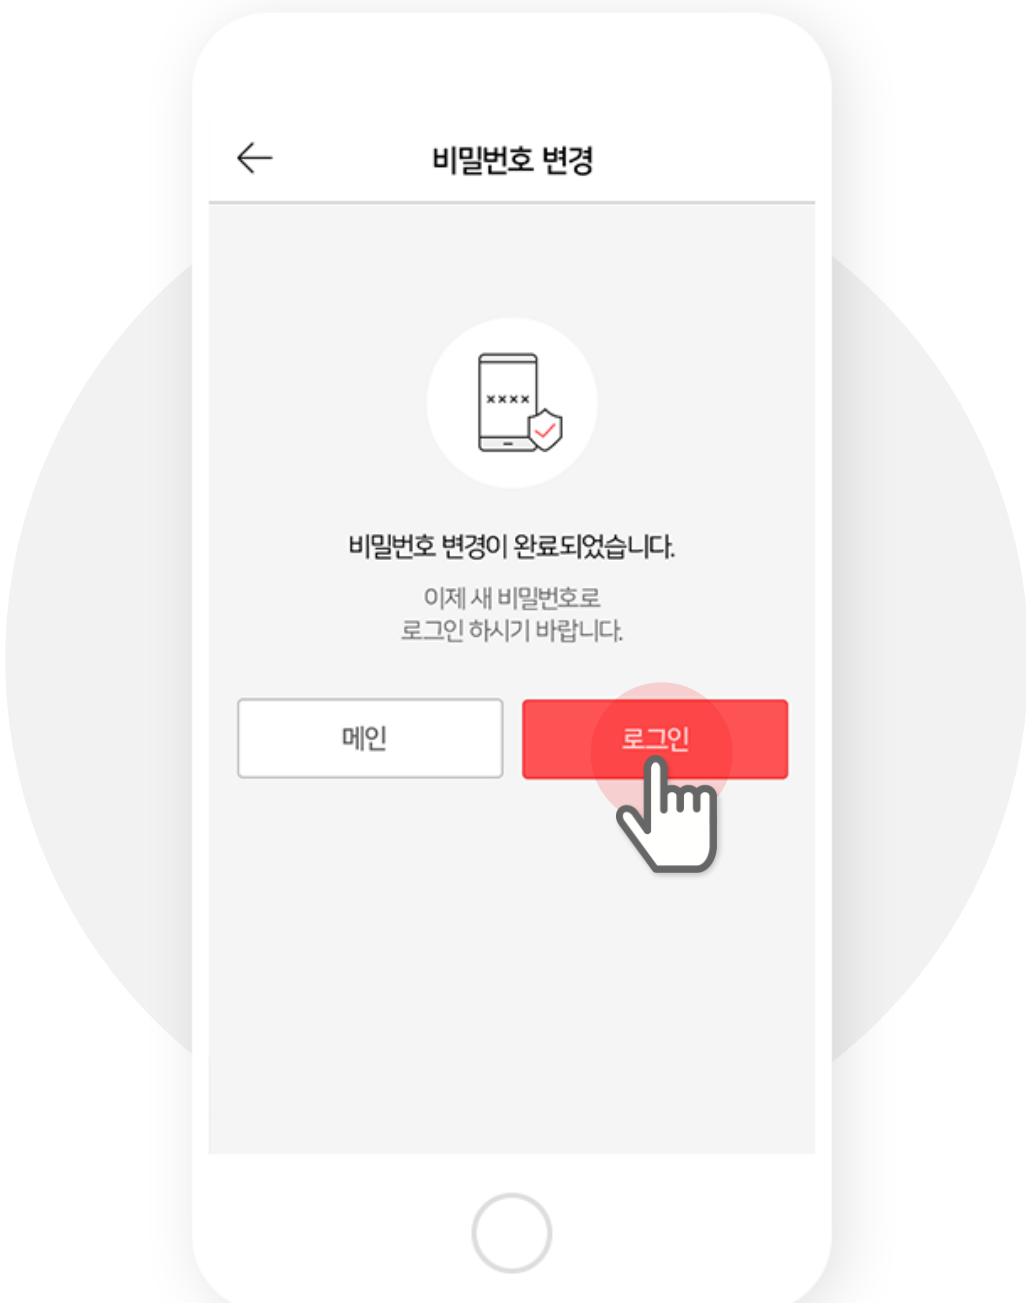 비밀번호 변경
××××
비밀번호 변경이 완료되었습니다.
이제 새 비밀번호로
로그인 하시기 바랍니다.
메인
로그인